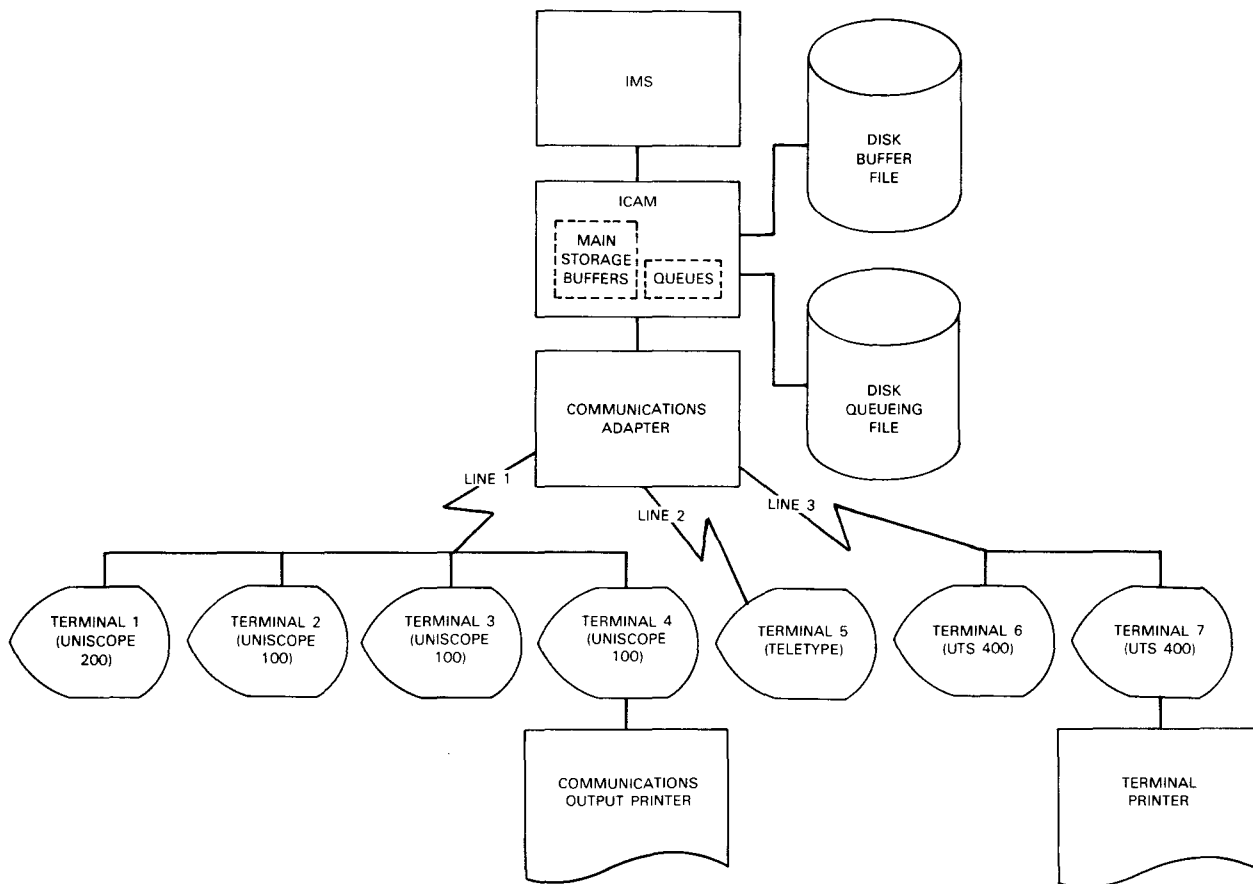 IMS
DISK
BUFFER
FILE
ICAM
MAIN
STORAGE
BUFFERS
QUEUES
DISK
QUEUEING
FILE
COMMUNICATIONS
ADAPTER
LINE 1
LINE 2
LINE 3
TERMINAL 1
(UNISCOPE
200)
TERMINAL 2
(UNISCOPE
100)
TERMINAL 3
(UNISCOPE
100)
TERMINAL 4
(UNISCOPE
100)
TERMINAL 5
(TELETYPE)
TERMINAL 6
(UTS 400)
TERMINAL 7
(UTS 400)
COMMUNICATIONS
OUTPUT PRINTER
TERMINAL
PRINTER